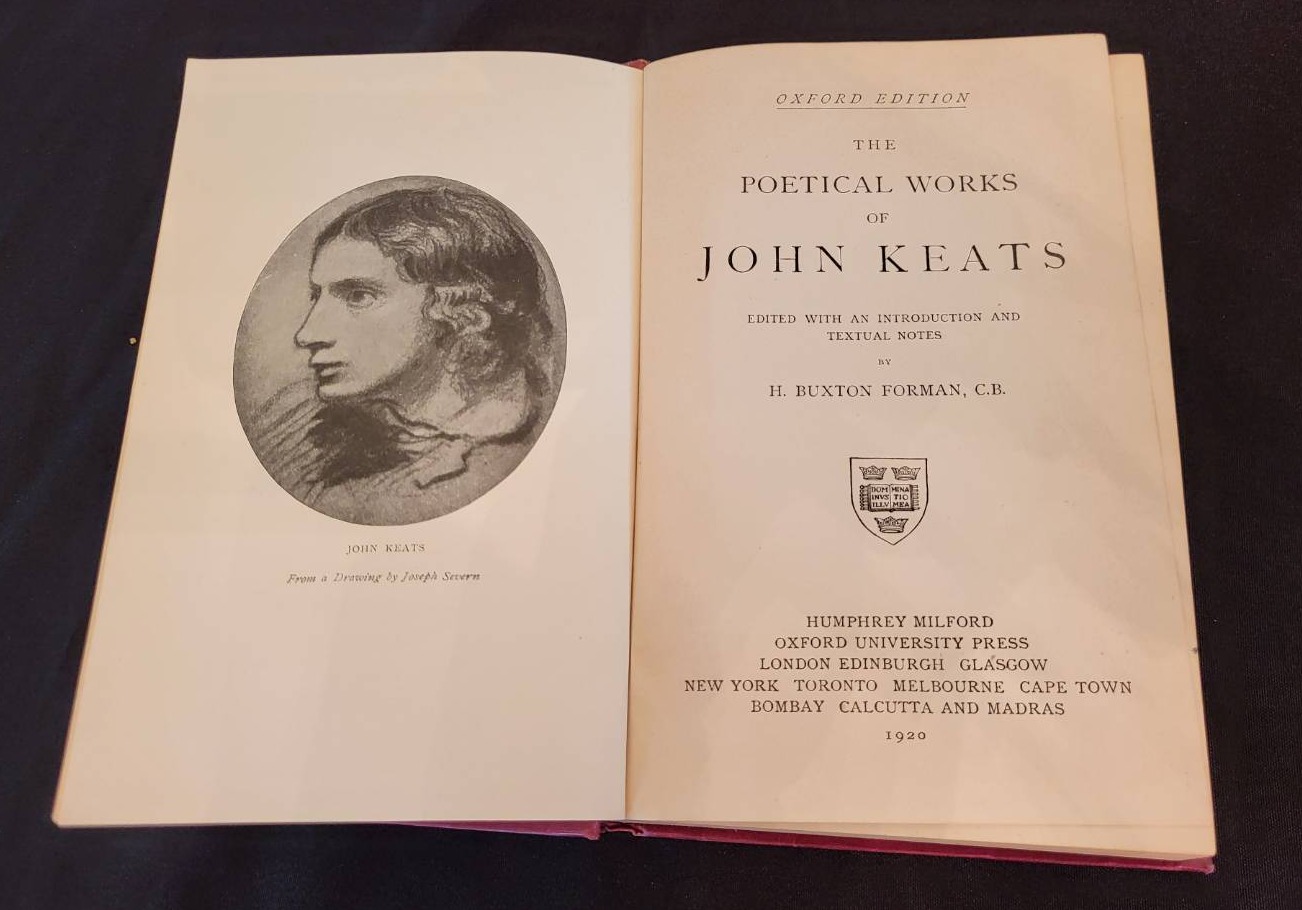 JOHN KEATS
From a Drawing by Joseph Severn
OXFORD EDITION
THE
POETICAL WORKS
OF
JOHN KEATS
EDITED WITH AN INTRODUCTION AND
TEXTUAL NOTES
BY
H. BUXTON FORMAN, C.B.
DOM MINA
INVS TIO
ILLV MEA
HUMPHREY MILFORD
OXFORD UNIVERSITY PRESS
LONDON EDINBURGH GLASGOW
NEW YORK TORONTO MELBOURNE CAPE TOWN
BOMBAY CALCUTTA AND MADRAS
1920